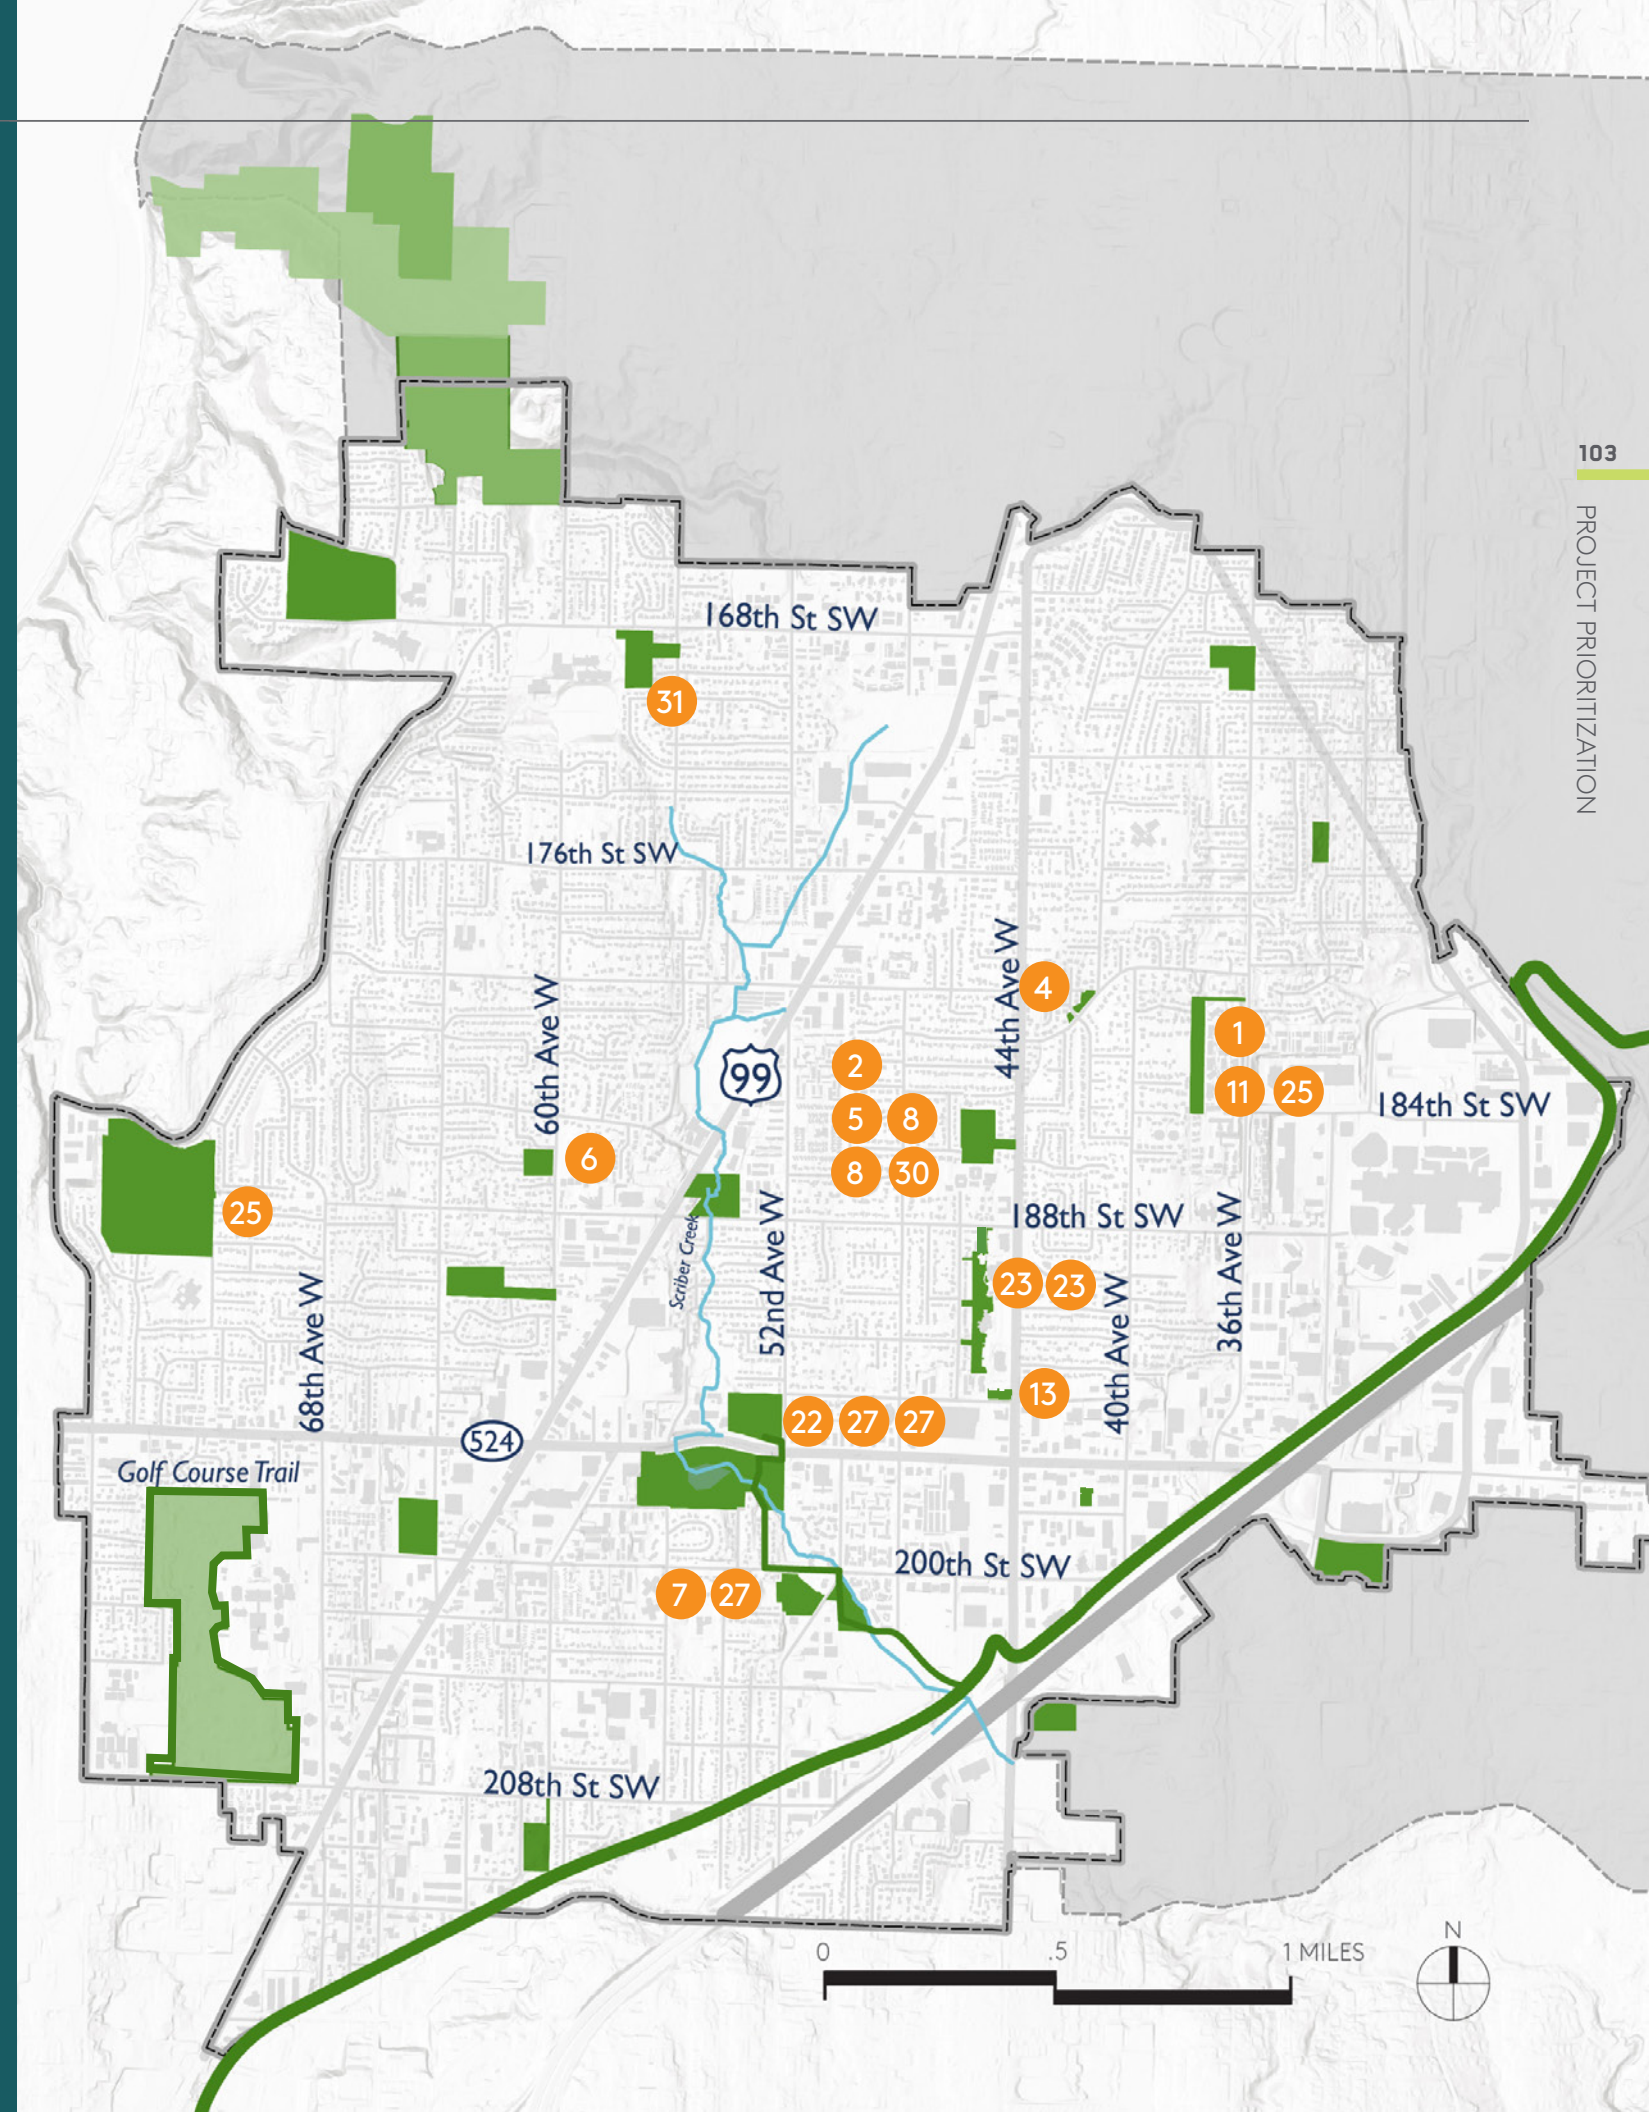 103
PROJECT PRIORITIZATION
168th St SW
31
176th St SW
44th Ave W
4
60th Ave W
99
2
1
5
8
11
25
184th St SW
6
8
30
25
52nd Ave W
188th St SW
36th Ave W
Scriber Creek
68th Ave W
23
23
40th Ave W
13
22
27
27
524
Golf Course Trail
200th St SW
7
27
208th St SW
N
0
.5
1 MILES